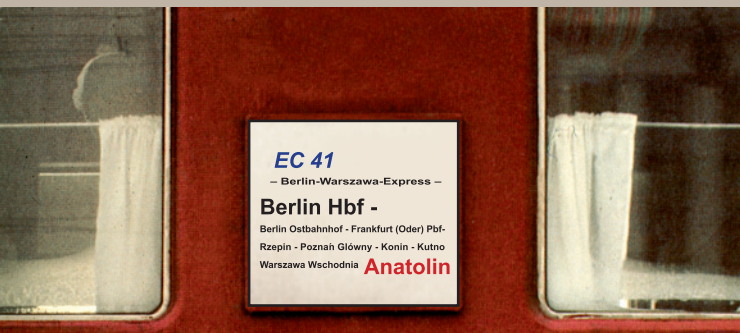 EC 41
– Berlin-Warszawa-Express –
Berlin Hbf -
Berlin Ostbahnhof - Frankfurt (Oder) Pbf-
Rzepin - Poznań Główny - Konin - Kutno
Warszawa Wschodnia Anatolin